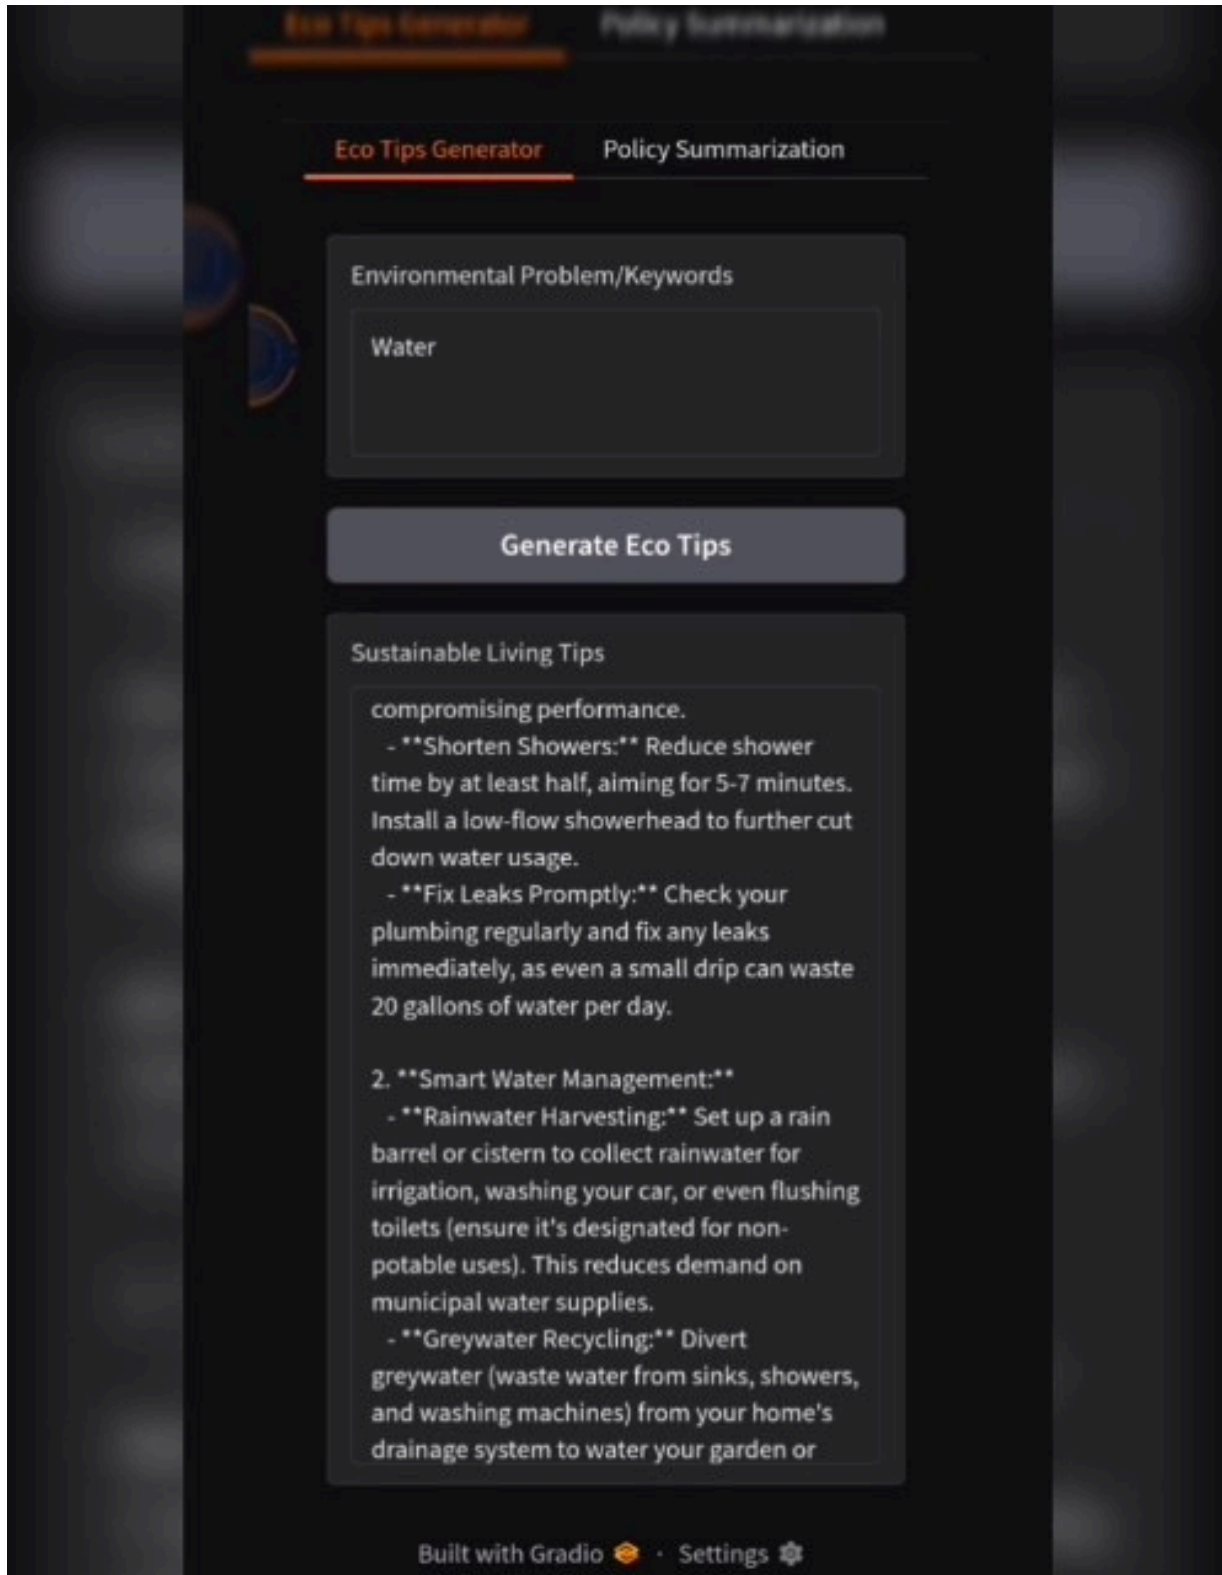 Eco Tips Generator Policy Summarization
Eco Tips Generator Policy Summarization
Environmental Problem/Keywords
Water
Generate Eco Tips
Sustainable Living Tips
compromising performance.
- **Shorten Showers:** Reduce shower
time by at least half, aiming for 5-7 minutes.
Install a low-flow showerhead to further cut
down water usage.
- **Fix Leaks Promptly:** Check your
plumbing regularly and fix any leaks
immediately, as even a small drip can waste
20 gallons of water per day.
2. **Smart Water Management:**
- **Rainwater Harvesting:** Set up a rain
barrel or cistern to collect rainwater for
irrigation, washing your car, or even flushing
toilets (ensure it's designated for non-
potable uses). This reduces demand on
municipal water supplies.
- **Greywater Recycling:** Divert
greywater (waste water from sinks, showers,
and washing machines) from your home's
drainage system to water your garden or
Built with Gradio · Settings